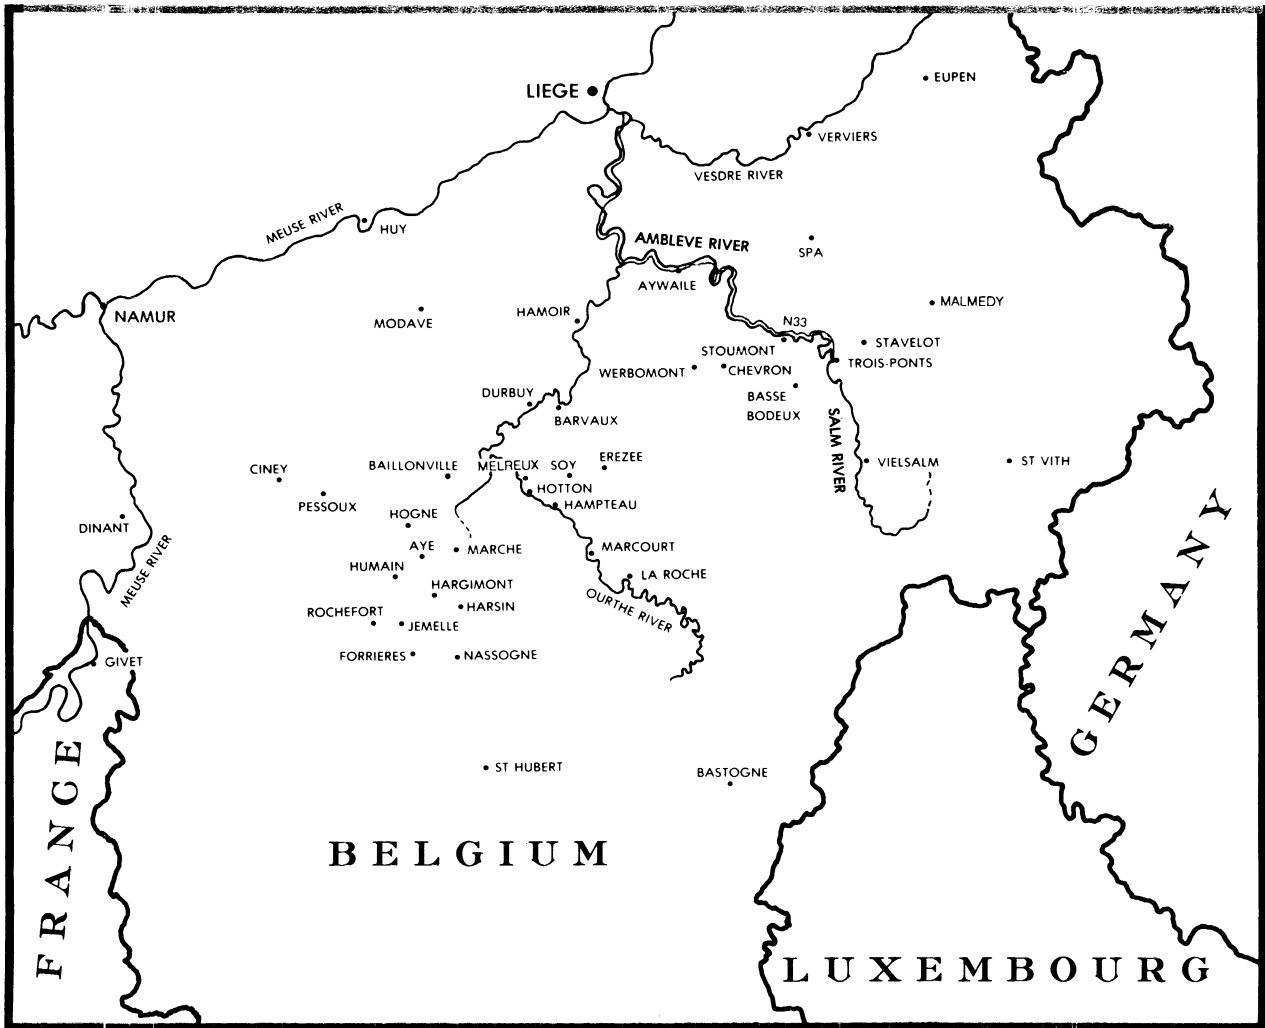 EUPEN
LIEGE
VERVIERS
VESDRE RIVER
MEUSE RIVER
HUY
AMBLEVE RIVER
SPA
AYWAILE
MALMEDY
NAMUR
HAMOIR
MODAVE
N33
STAVELOT
STOUMONT
TROIS-PONTS
WERBOMONT
CHEVRON
DURBUY
BASSE
BODEUX
BARVAUX
SALM RIVER
EREZEE
CINEY
BAILLONVILLE
MELREUX
SOY
VIELSALM
ST VITH
HOTTON
PESSOUX
HAMPTEAU
HOGNE
DINANT
AYE
MARCHE
MARCOURT
MEUSE RIVER
HUMAIN
LA ROCHE
HARGIMONT
OURTHE RIVER
HARSIN
ROCHEFORT
JEMELLE
FORRIERES
NASSOGNE
GIVET
GERMANY
ST HUBERT
BASTOGNE
FRANCE
BELGIUM
LUXEMBOURG